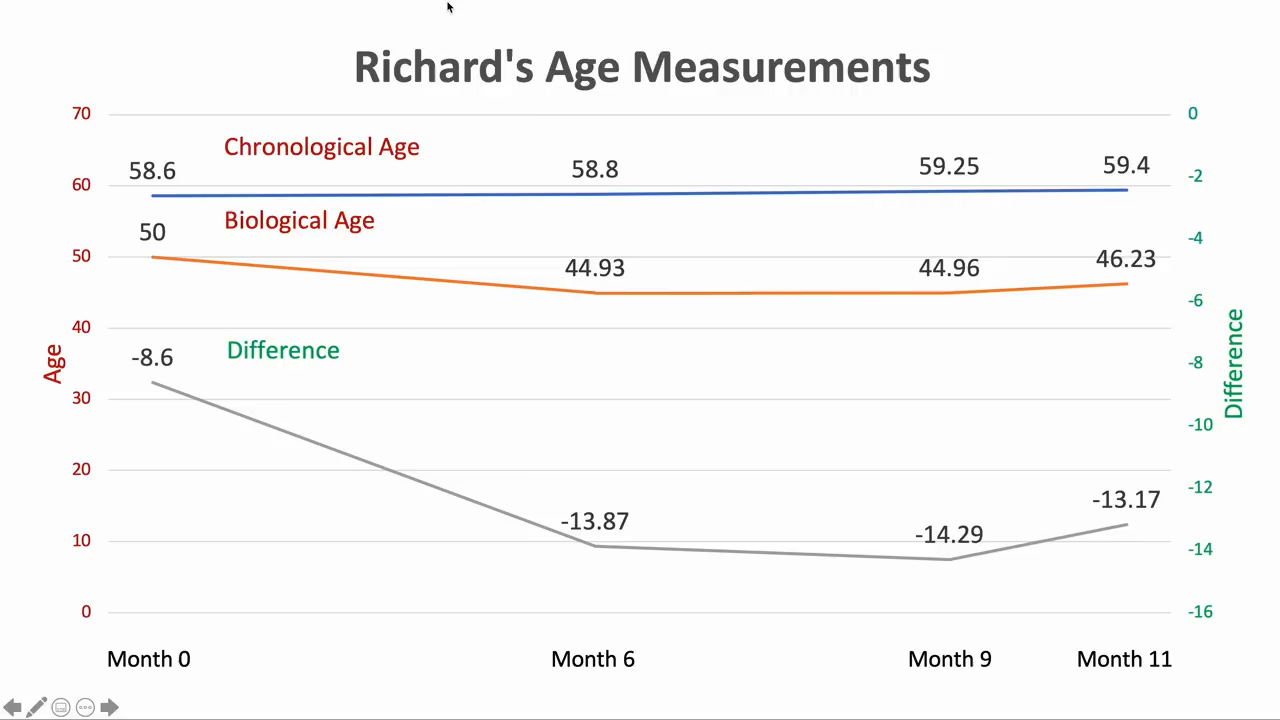 Richard's Age Measurements
70
0
Chronological Age
58.6
58.8
59.25
59.4
60
-2
Biological Age
50
-4
50
44.93
44.96
46.23
-6
40
Difference
-8.6
-8
Age
Difference
30
-10
20
-12
-13.87
-14.29
-13.17
10
-14
0
-16
Month 0
Month 6
Month 9
Month 11